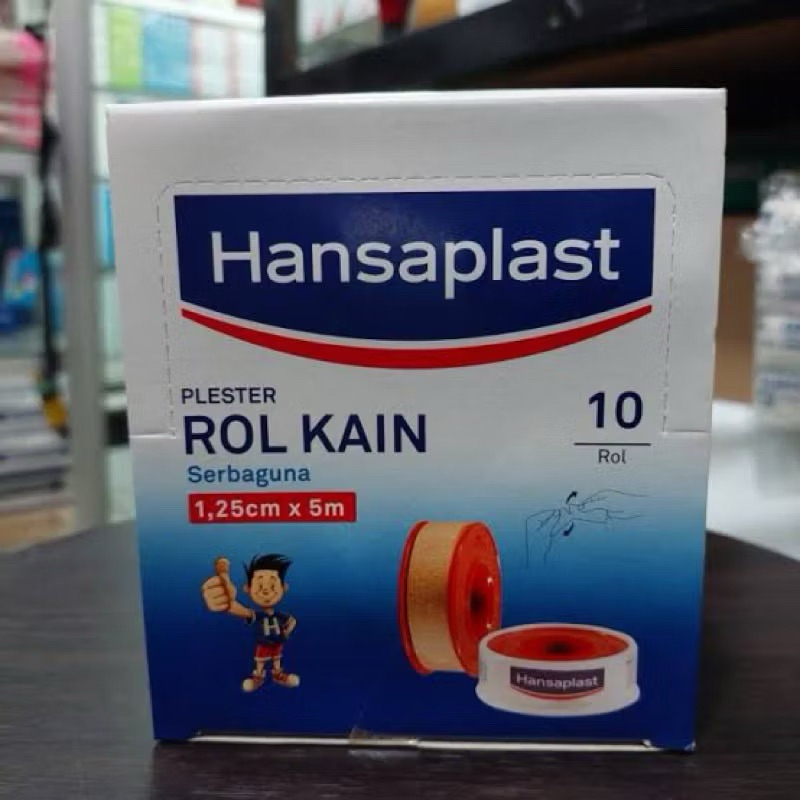 Hansaplast
PLESTER
ROL KAIN
Serbaguna
1,25cm x 5m
10
Rol
H
Hansaplast